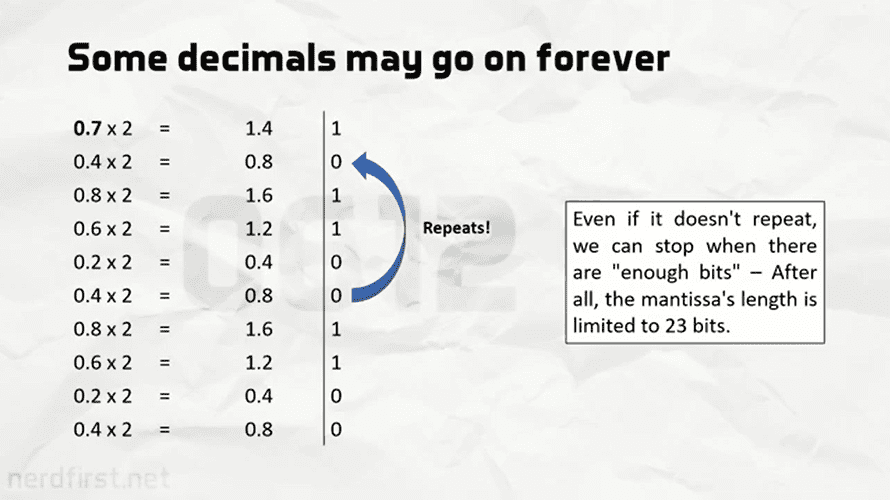 Some decimals may go on forever
0.7 x 2 = 1.4 1
0.4 x 2 = 0.8 0
0.8 x 2 = 1.6 1
0.6 x 2 = 1.2 1
0.2 x 2 = 0.4 0
0.4 x 2 = 0.8 0
0.8 x 2 = 1.6 1
0.6 x 2 = 1.2 1
0.2 x 2 = 0.4 0
0.4 x 2 = 0.8 0
Repeats!
Even if it doesn't repeat,
we can stop when there
are "enough bits" – After
all, the mantissa's length is
limited to 23 bits.
0612
nerdfirst.net